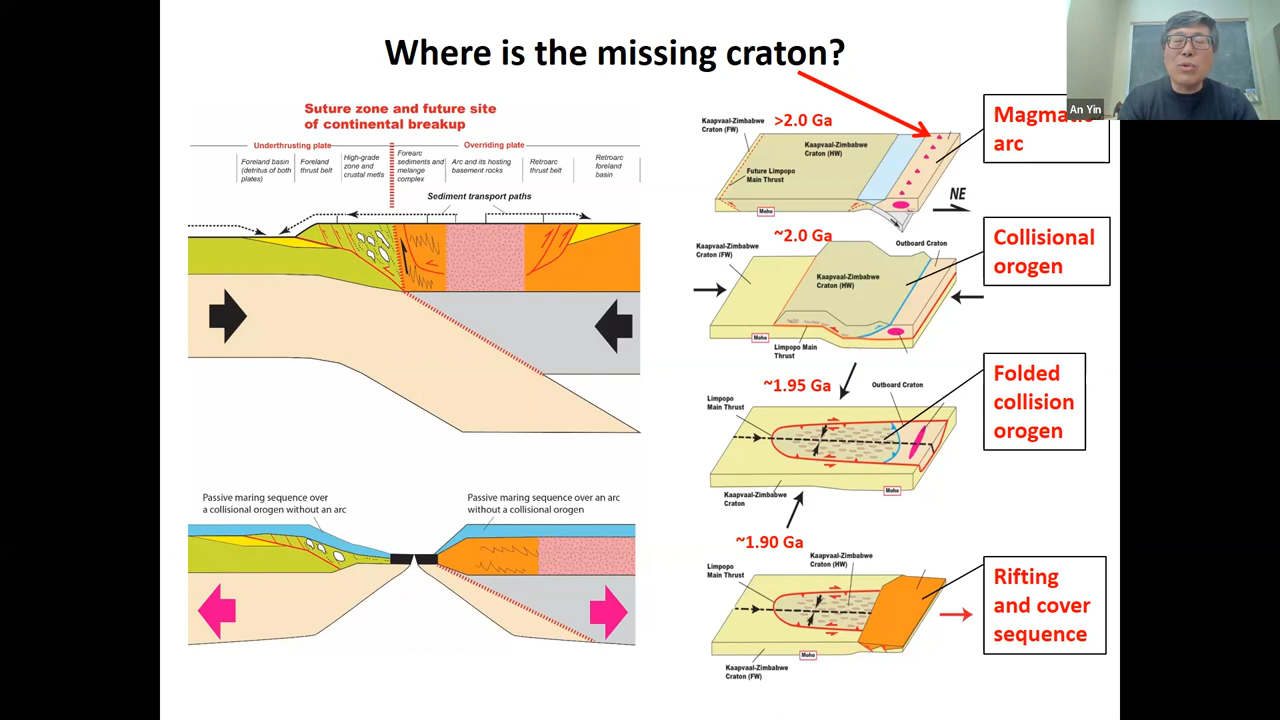 Where is the missing craton?
An Yin
Suture zone and future site
of continental breakup
Underthrusting plate
Overriding plate
Foreland basin
(detritus of both
plates)
Foreland
thrust belt
High-grade
zone and
crustal melts
Forearc
sediments and
melange
complex
Arc and its hosting
basement rocks
Retroarc
thrust belt
Retroarc
foreland
basin
Sediment transport paths
Passive maring sequence over
a collisional orogen without an arc
Passive maring sequence over an arc
without a collisional orogen
>2.0 Ga
Kaapvaal-Zimbabwe
Craton (FW)
Kaapvaal-Zimbabwe
Craton (HW)
Future Limpopo
Main Thrust
Moho
NE
Magmatic
arc
~2.0 Ga
Kaapvaal-Zimbabwe
Craton (FW)
Outboard Craton
Kaapvaal-Zimbabwe
Craton (HW)
Moho
Limpopo Main
Thrust
Collisional
orogen
~1.95 Ga
Outboard Craton
Limpopo
Main Thrust
Kaapvaal-Zimbabwe
Craton
Moho
Folded
collision
orogen
~1.90 Ga
Kaapvaal-Zimbabwe
Craton (HW)
Limpopo
Main Thrust
Moho
Kaapvaal-Zimbabwe
Craton (FW)
Rifting
and cover
sequence